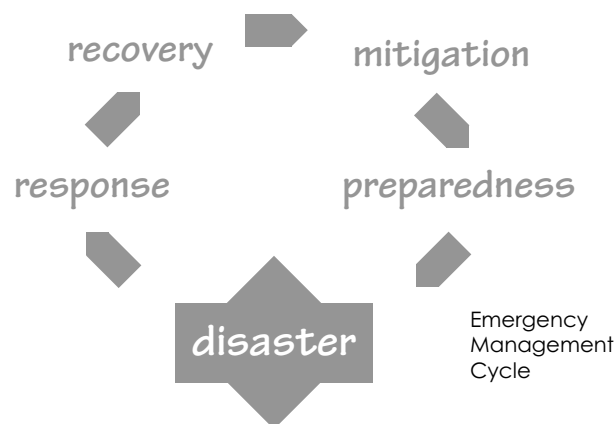 recovery
mitigation
response
preparedness
disaster
Emergency
Management
Cycle